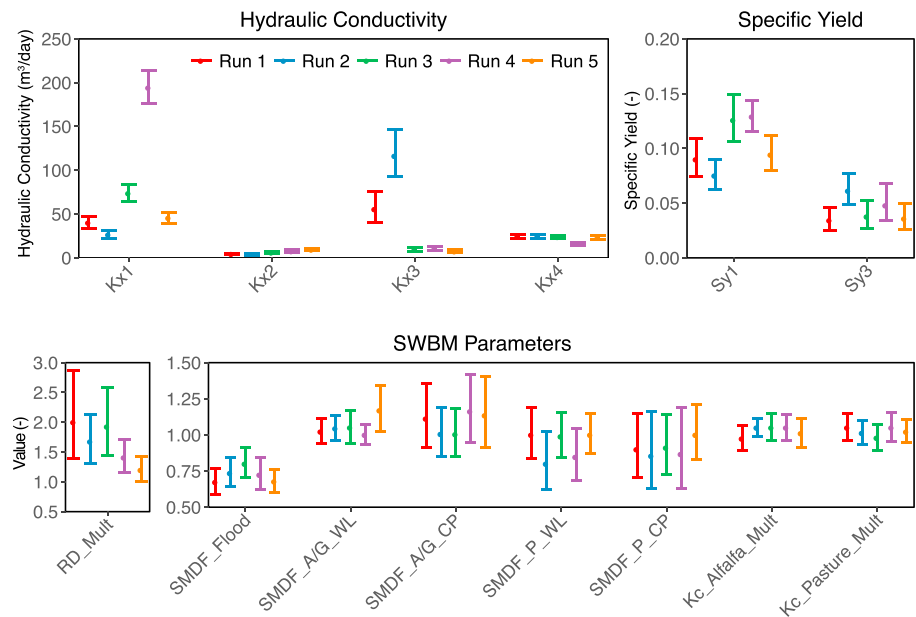 Hydraulic Conductivity
Hydraulic Conductivity (m³/day)
250
200
150
100
50
0
Run 1
Run 2
Run 3
Run 4
Run 5
Kx1
Kx2
Kx3
Kx4
Specific Yield
Specific Yield (-)
0.20
0.15
0.10
0.05
0.00
Sy1
Sy3
SWBM Parameters
Value (-)
3.0
2.5
2.0
1.5
1.0
0.5
RD_Mult
1.50
1.25
1.00
0.75
0.50
SMDF_Flood
SMDF_A/G_WL
SMDF_A/G_CP
SMDF_P_WL
SMDF_P_CP
Kc_Alfalfa_Mult
Kc_Pasture_Mult